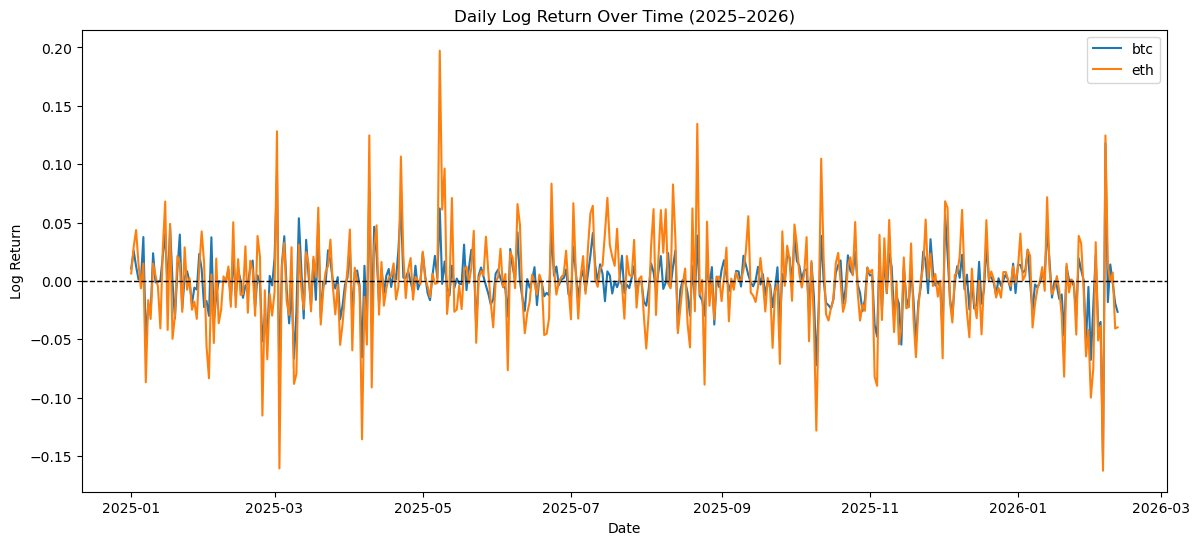 Daily Log Return Over Time (2025–2026)
btc
eth
Log Return
0.20
0.15
0.10
0.05
0.00
−0.05
−0.10
−0.15
2025-01 2025-03 2025-05 2025-07 2025-09 2025-11 2026-01 2026-03
Date